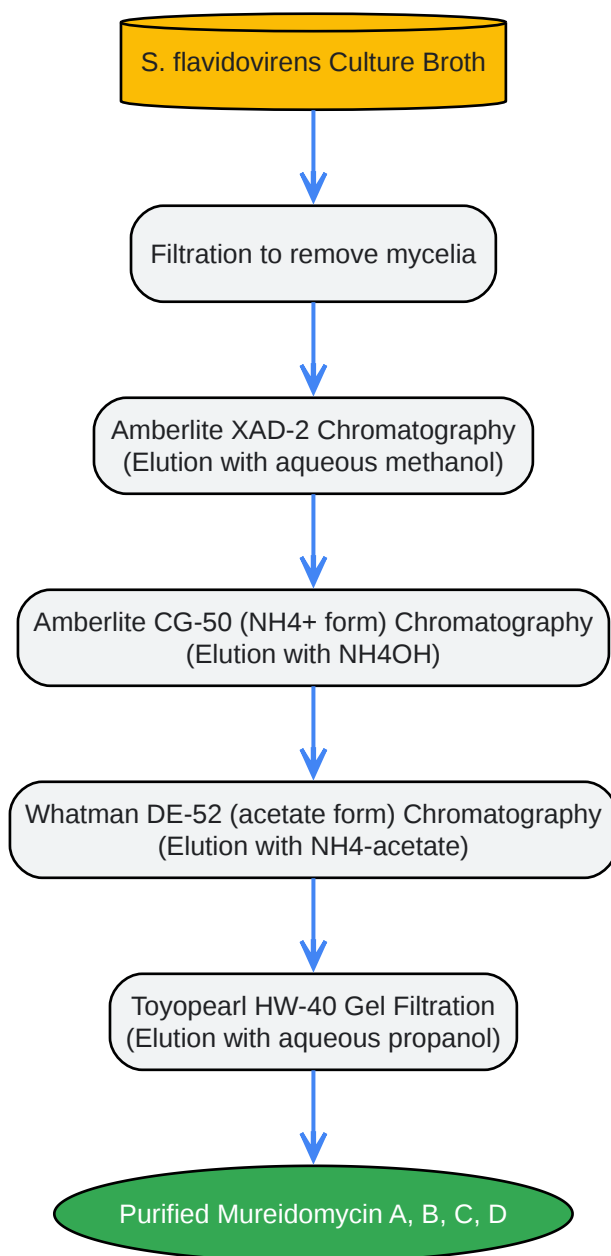 S. flavidovirens Culture Broth
Filtration to remove mycelia
Amberlite XAD-2 Chromatography
(Elution with aqueous methanol)
Amberlite CG-50 (NH4+ form) Chromatography
(Elution with NH4OH)
Whatman DE-52 (acetate form) Chromatography
(Elution with NH4-acetate)
Toyopearl HW-40 Gel Filtration
(Elution with aqueous propanol)
Purified Mureidomycin A, B, C, D